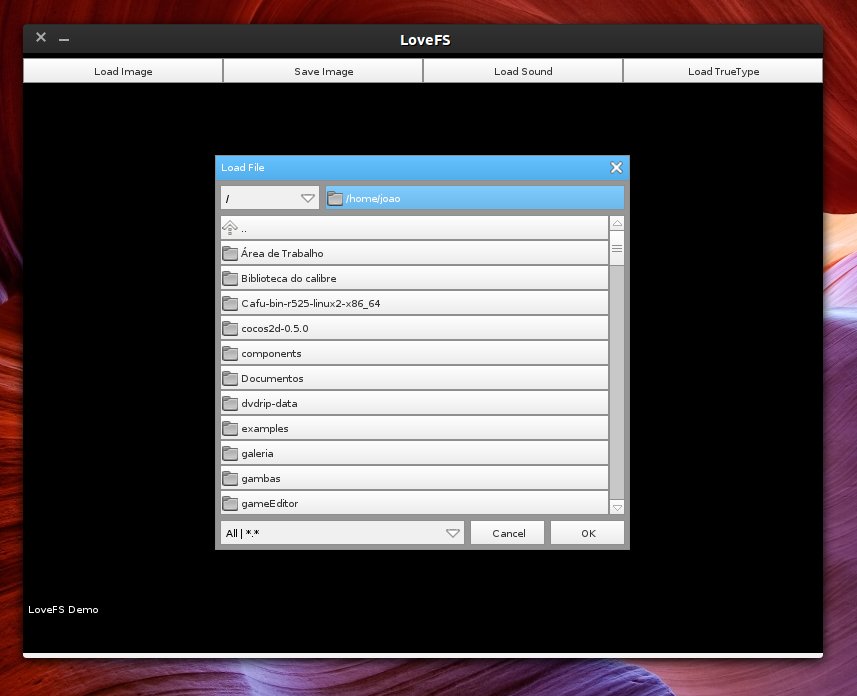 LoveFS
Load Image Save Image Load Sound Load TrueType
Load File
/ /home/joao
..
Área de Trabalho
Biblioteca do calibre
Cafu-bin-r525-linux2-x86_64
cocos2d-0.5.0
components
Documentos
dvdrip-data
examples
galeria
gambas
gameEditor
All | *.* Cancel OK
LoveFS Demo